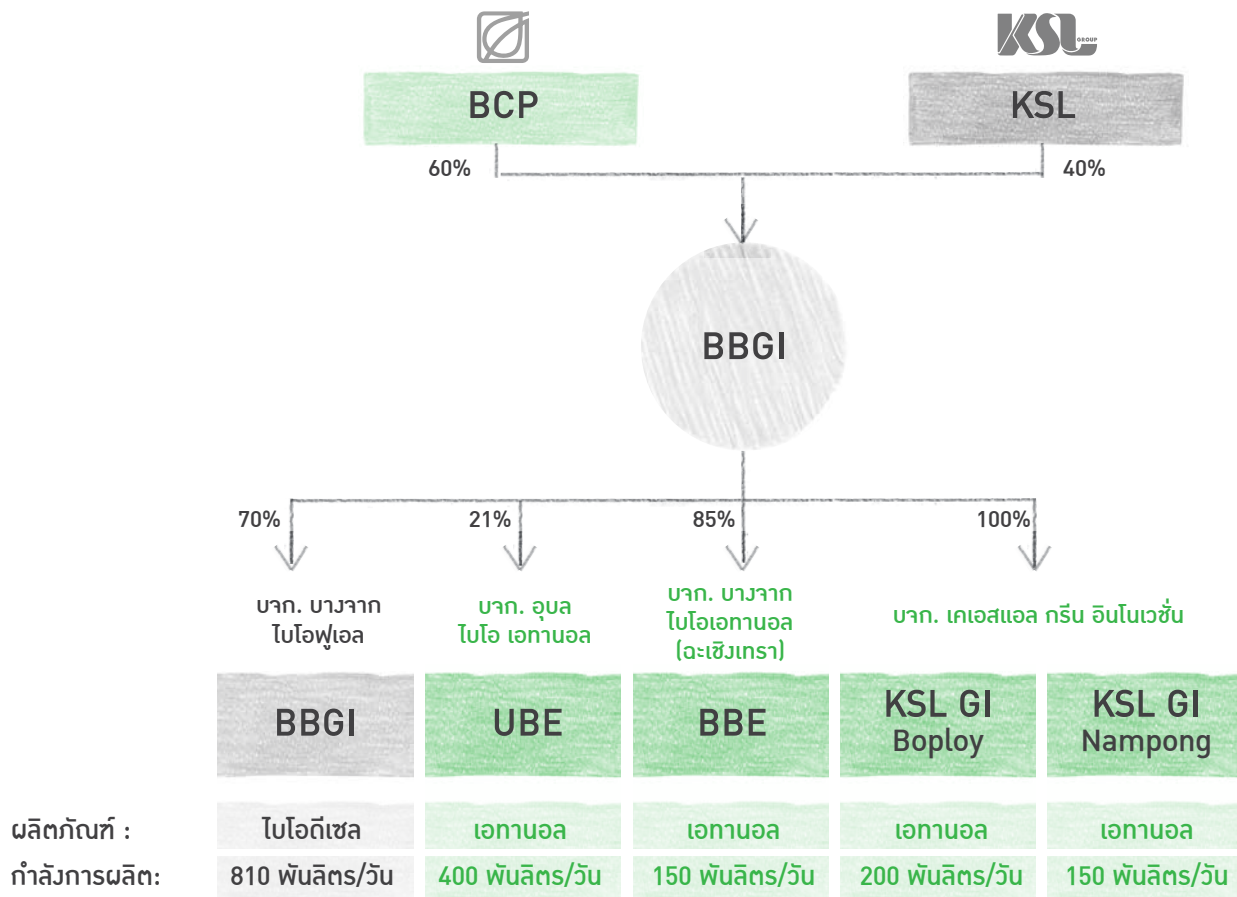 KSL GROUP
BCP
KSL
60%
40%
BBGI
70%
21%
85%
100%
บจก. บางจาก
ไบโอฟูเอล
บจก. อุบล
ไบโอ เอทานอล
บจก. บางจาก
ไบโอเอทานอล
(ฉะเชิงเทรา)
บจก. เคเอสแอล กรีน อินโนเวชั่น
BBGI
UBE
BBE
KSL GI
Boploy
KSL GI
Nampong
ผลิตภัณฑ์ : ไบโอดีเซล เอทานอล เอทานอล เอทานอล เอทานอล
กำลังการผลิต: 810 พันลิตร/วัน 400 พันลิตร/วัน 150 พันลิตร/วัน 200 พันลิตร/วัน 150 พันลิตร/วัน